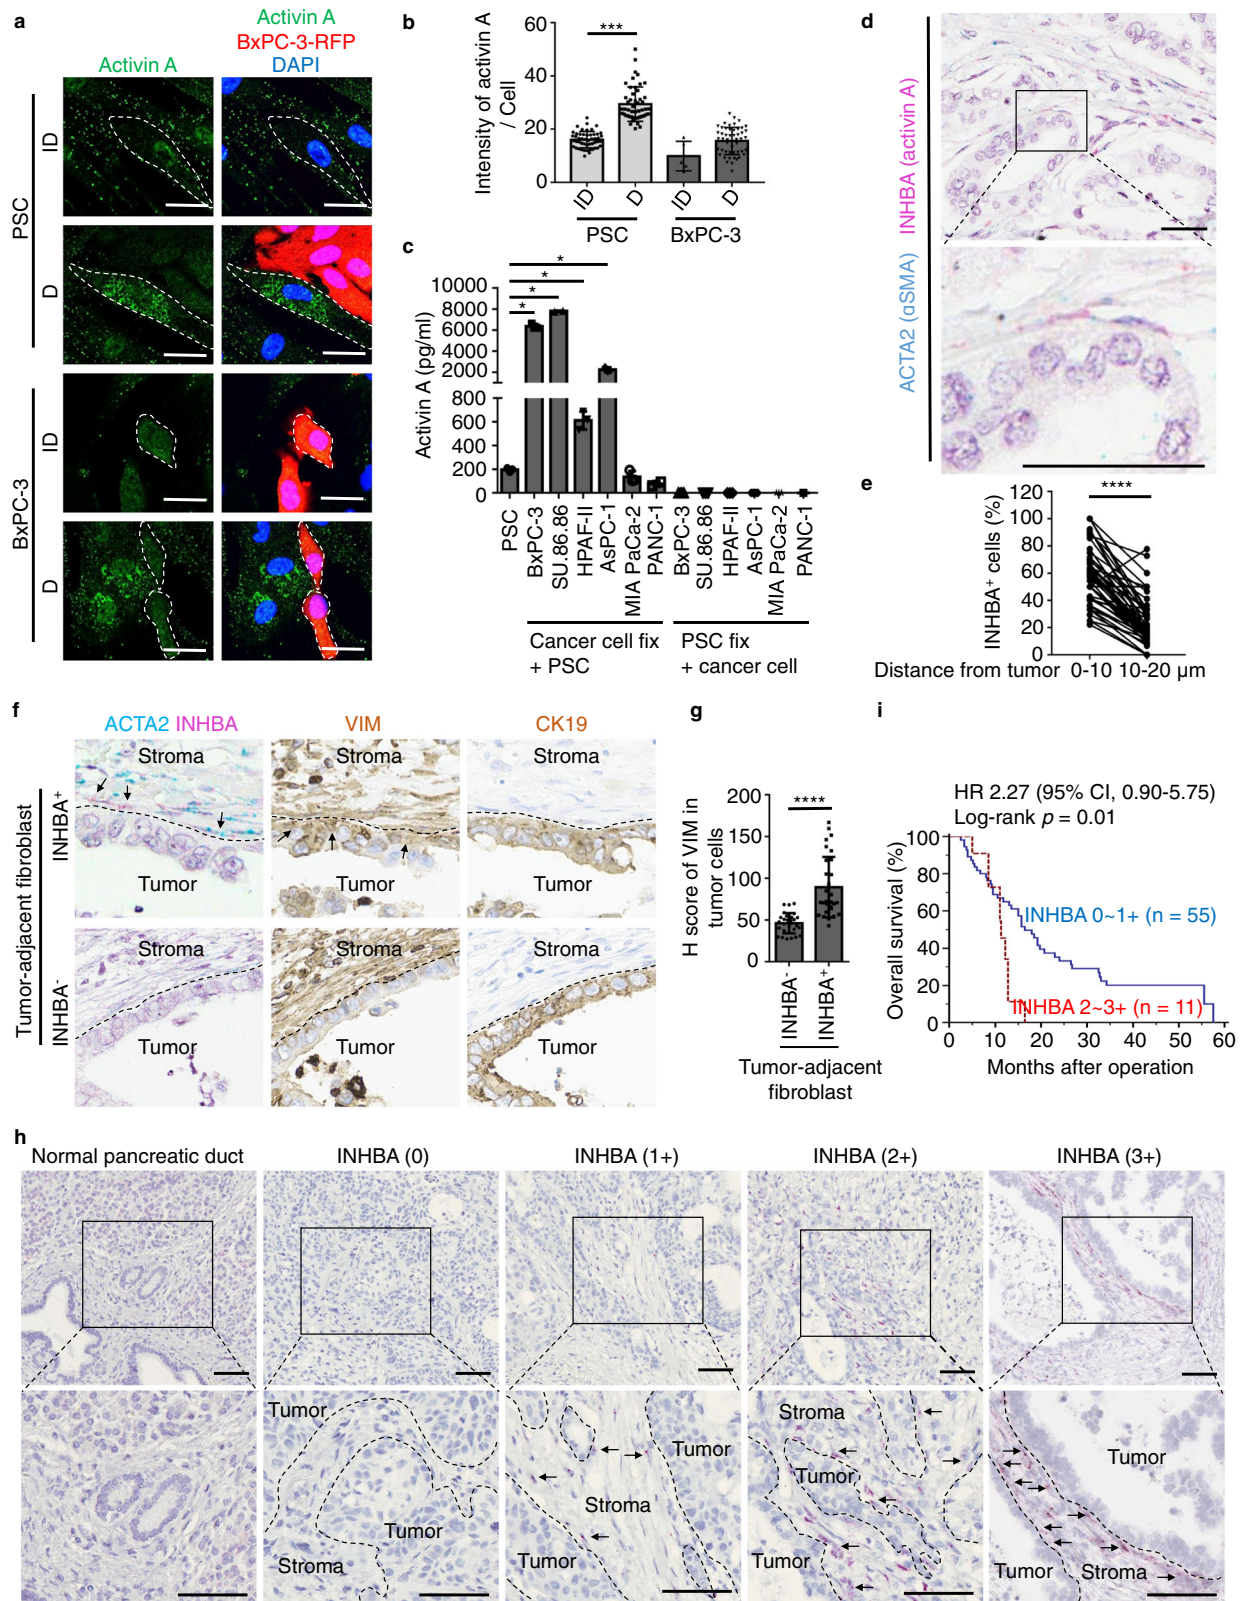 a
Activin A
Activin A
BxPC-3-RFP
DAPI
PSC
ID
D
BxPC-3
ID
D
b
Intensity of activin A
/ Cell
60
40
20
0
***
ID
D
ID
D
PSC
BxPC-3
c
Activin A (pg/ml)
10000
8000
6000
4000
2000
800
600
400
200
0
*
*
*
*
PSC
BxPC-3
SU.86.86
HPAF-II
AsPC-1
MIA PaCa-2
PANC-1
BxPC-3
SU.86.86
HPAF-II
AsPC-1
MIA PaCa-2
PANC-1
Cancer cell fix
+ PSC
PSC fix
+ cancer cell
d
INHBA (activin A)
ACTA2 (αSMA)
e
INHBA+ cells (%)
120
100
80
60
40
20
0
****
Distance from tumor 0-10 10-20 µm
f
ACTA2 INHBA
VIM
CK19
Tumor-adjacent fibroblast
INHBA+
INHBA-
Stroma
Tumor
Stroma
Tumor
Stroma
Tumor
Stroma
Tumor
Stroma
Tumor
Stroma
Tumor
g
H score of VIM in
tumor cells
200
150
100
50
0
****
INHBA-
INHBA+
Tumor-adjacent
fibroblast
i
HR 2.27 (95% CI, 0.90-5.75)
Log-rank p = 0.01
Overall survival (%)
100
80
60
40
20
0
INHBA 0~1+ (n = 55)
INHBA 2~3+ (n = 11)
0 10 20 30 40 50 60
Months after operation
h
Normal pancreatic duct
INHBA (0)
INHBA (1+)
INHBA (2+)
INHBA (3+)
Tumor
Tumor
Stroma
Tumor
Stroma
Tumor
Stroma
Tumor
Tumor
Tumor
Tumor
Stroma